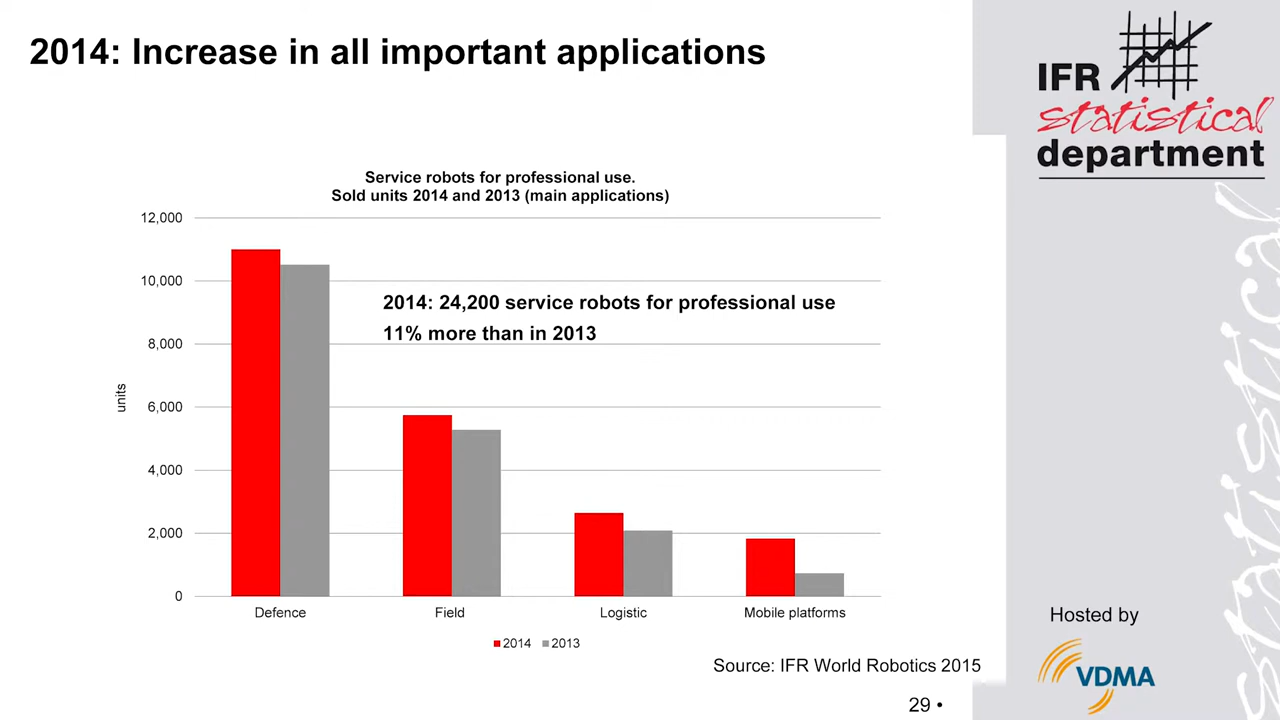 2014: Increase in all important applications
IFR
statistical
department
Service robots for professional use.
Sold units 2014 and 2013 (main applications)
12,000
10,000
8,000
6,000
4,000
2,000
0
units
2014: 24,200 service robots for professional use
11% more than in 2013
Defence
Field
Logistic
Mobile platforms
2014
2013
Source: IFR World Robotics 2015
29 •
Hosted by
VDMA
statistical